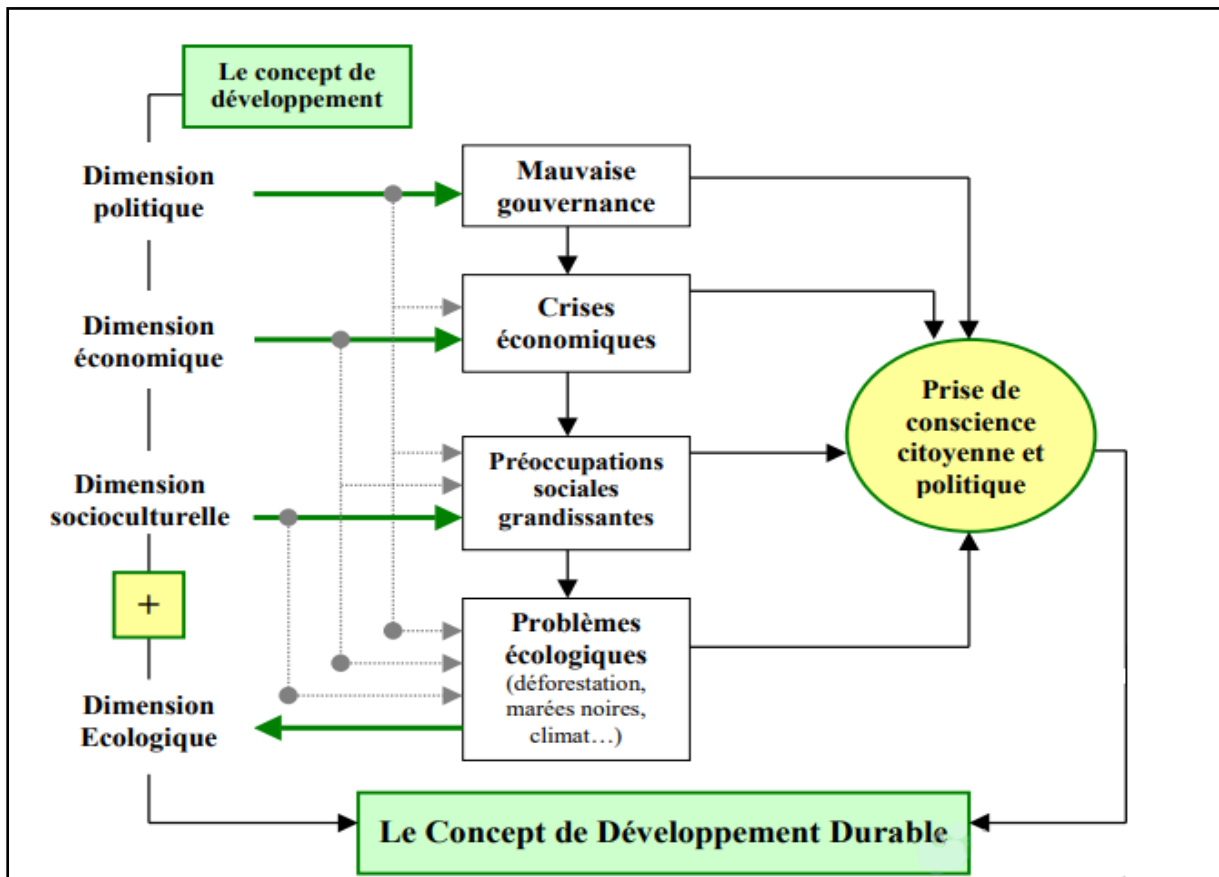 Le concept de
développement
Dimension
politique
Mauvaise
gouvernance
Dimension
économique
Crises
économiques
Prise de
conscience
citoyenne et
politique
Dimension
socioculturelle
Préoccupations
sociales
grandissantes
+
Dimension
Ecologique
Problèmes
écologiques
(déforestation,
marées noires,
climat…)
Le Concept de Développement Durable